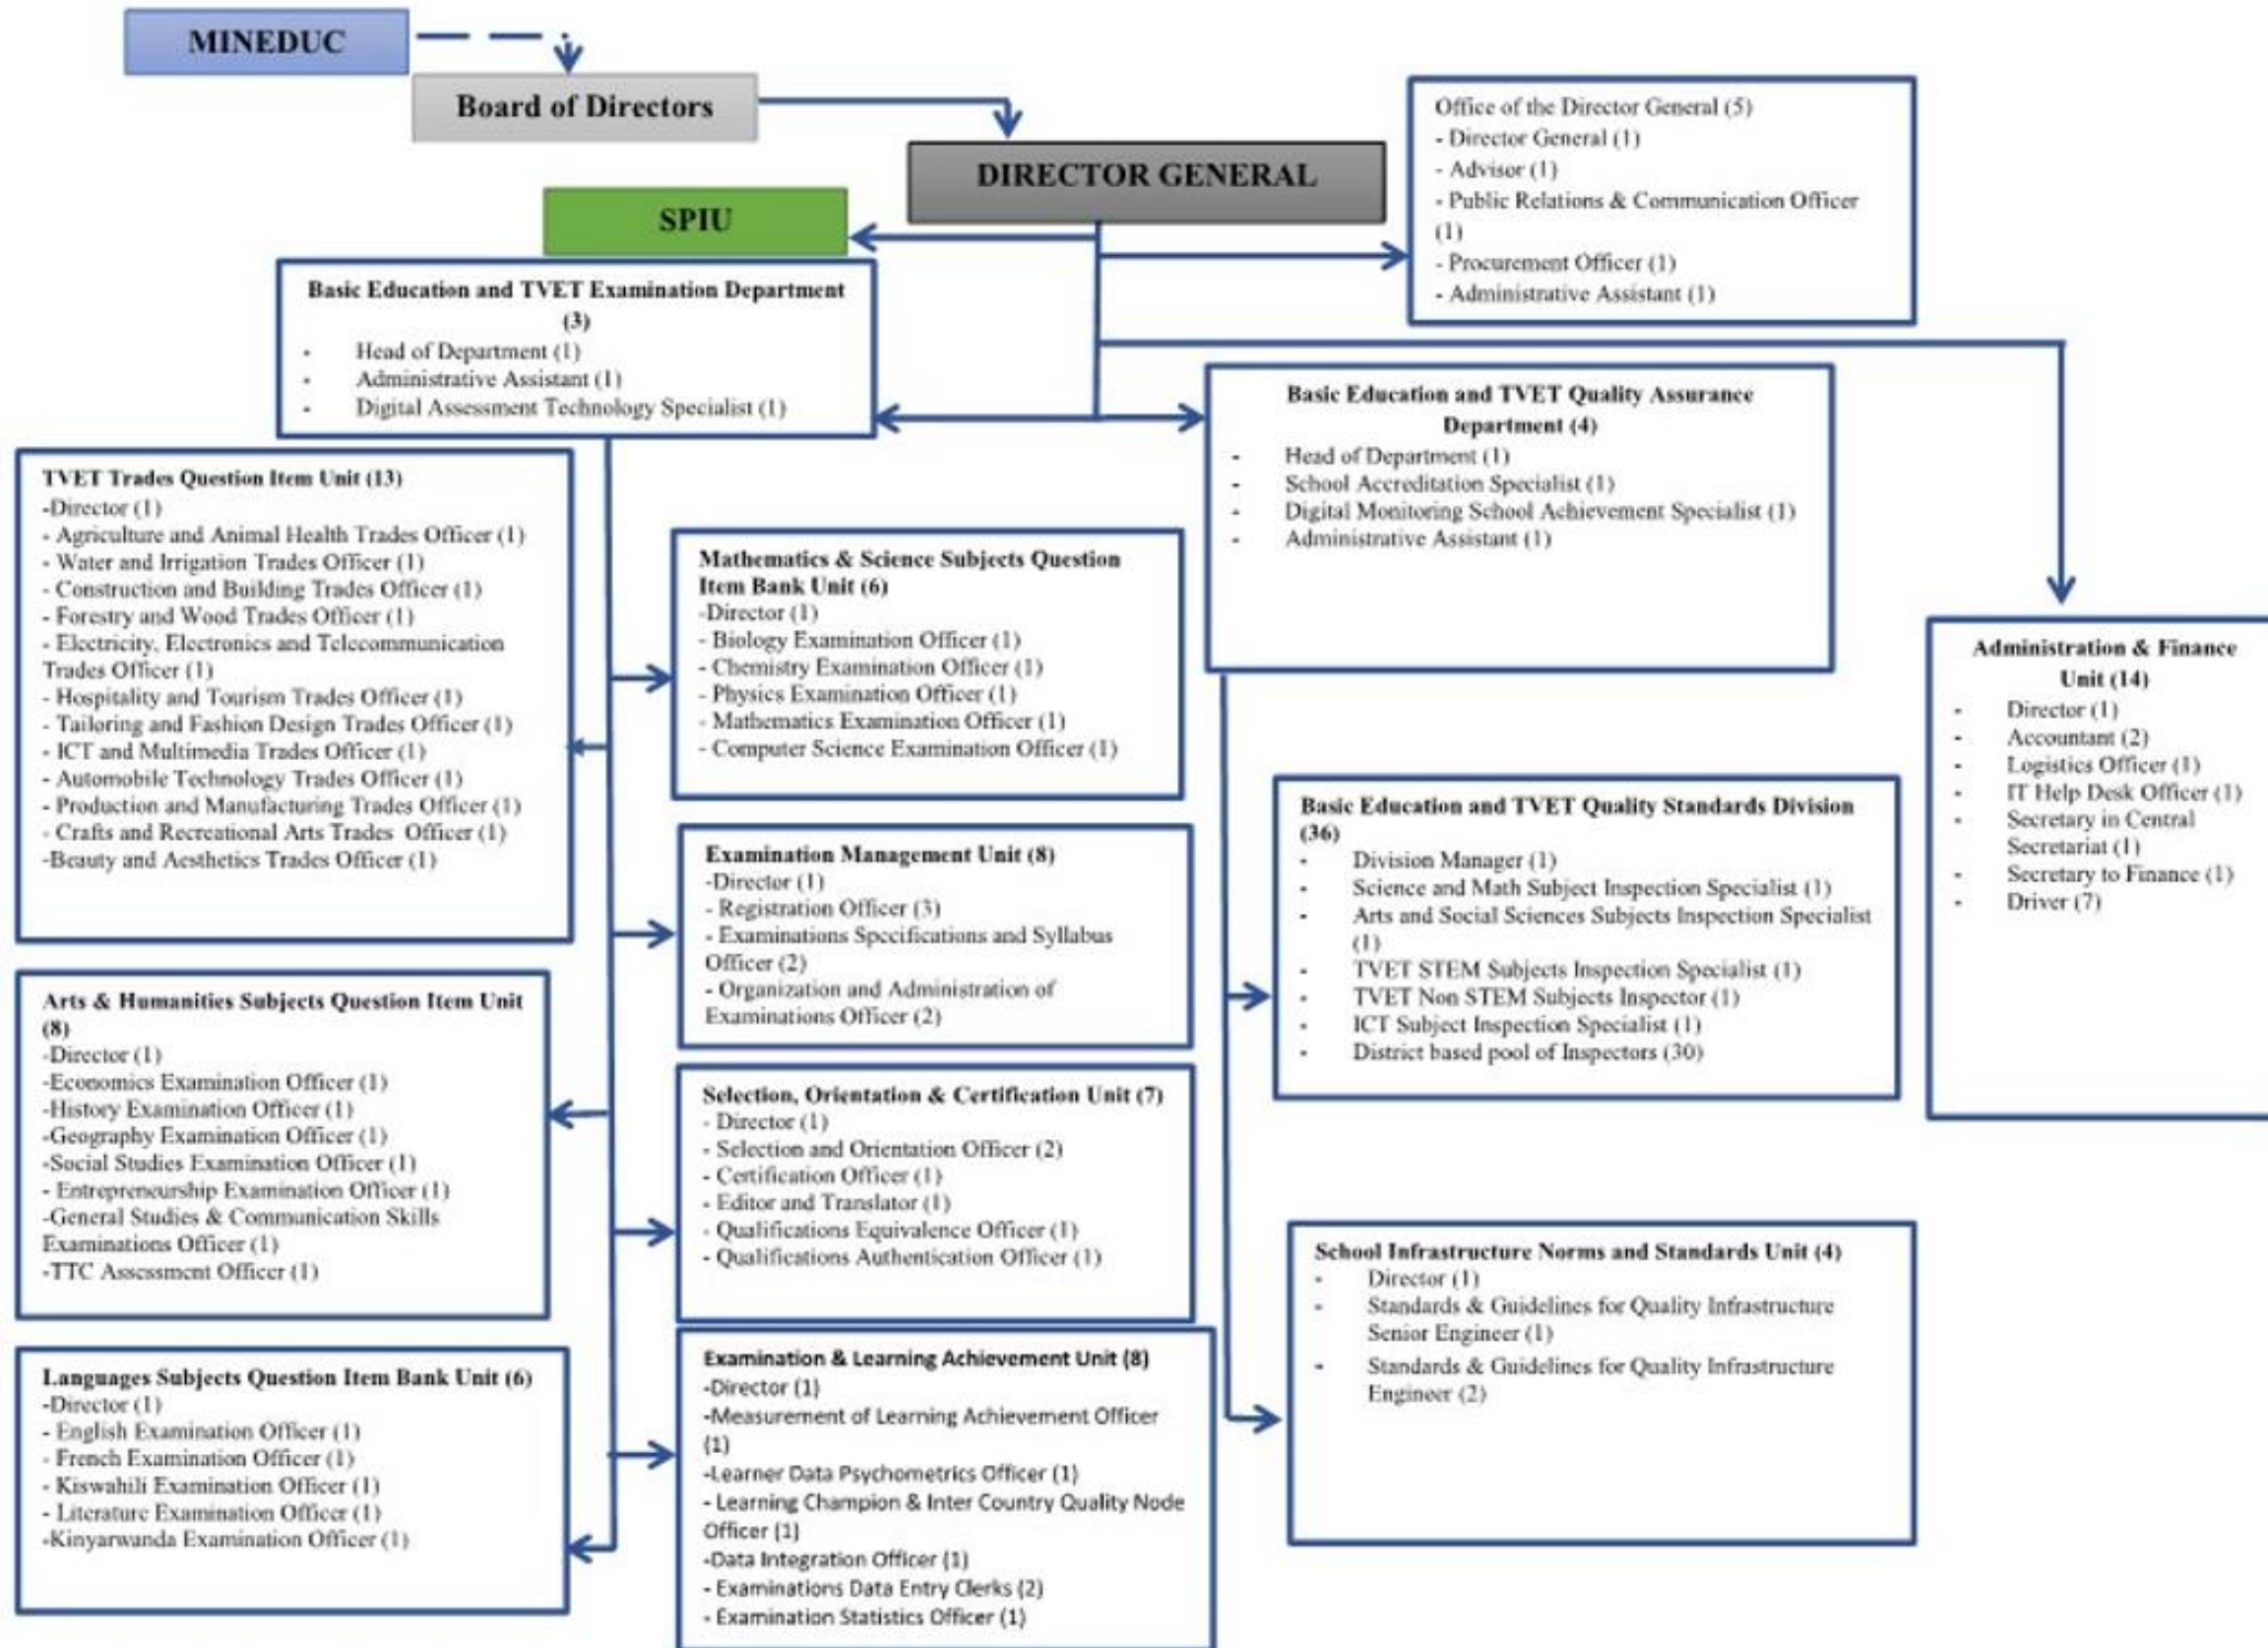 MINEDUC
Board of Directors
DIRECTOR GENERAL
SPIU
Office of the Director General (5)
- Director General (1)
- Advisor (1)
- Public Relations & Communication Officer
(1)
- Procurement Officer (1)
- Administrative Assistant (1)
Basic Education and TVET Examination Department
(3)
- Head of Department (1)
- Administrative Assistant (1)
- Digital Assessment Technology Specialist (1)
Basic Education and TVET Quality Assurance
Department (4)
- Head of Department (1)
- School Accreditation Specialist (1)
- Digital Monitoring School Achievement Specialist (1)
- Administrative Assistant (1)
TVET Trades Question Item Unit (13)
-Director (1)
- Agriculture and Animal Health Trades Officer (1)
- Water and Irrigation Trades Officer (1)
- Construction and Building Trades Officer (1)
- Forestry and Wood Trades Officer (1)
- Electricity, Electronics and Telecommunication
Trades Officer (1)
- Hospitality and Tourism Trades Officer (1)
- Tailoring and Fashion Design Trades Officer (1)
- ICT and Multimedia Trades Officer (1)
- Automobile Technology Trades Officer (1)
- Production and Manufacturing Trades Officer (1)
- Crafts and Recreational Arts Trades Officer (1)
-Beauty and Aesthetics Trades Officer (1)
Mathematics & Science Subjects Question
Item Bank Unit (6)
-Director (1)
- Biology Examination Officer (1)
- Chemistry Examination Officer (1)
- Physics Examination Officer (1)
- Mathematics Examination Officer (1)
- Computer Science Examination Officer (1)
Administration & Finance
Unit (14)
- Director (1)
- Accountant (2)
- Logistics Officer (1)
- IT Help Desk Officer (1)
- Secretary in Central
Secretariat (1)
- Secretary to Finance (1)
- Driver (7)
Basic Education and TVET Quality Standards Division
(36)
- Division Manager (1)
- Science and Math Subject Inspection Specialist (1)
- Arts and Social Sciences Subjects Inspection Specialist
(1)
- TVET STEM Subjects Inspection Specialist (1)
- TVET Non STEM Subjects Inspector (1)
- ICT Subject Inspection Specialist (1)
- District based pool of Inspectors (30)
Examination Management Unit (8)
-Director (1)
- Registration Officer (3)
- Examinations Specifications and Syllabus
Officer (2)
- Organization and Administration of
Examinations Officer (2)
Arts & Humanities Subjects Question Item Unit
(8)
-Director (1)
-Economics Examination Officer (1)
-History Examination Officer (1)
-Geography Examination Officer (1)
-Social Studies Examination Officer (1)
- Entrepreneurship Examination Officer (1)
-General Studies & Communication Skills
Examinations Officer (1)
-TTC Assessment Officer (1)
Selection, Orientation & Certification Unit (7)
- Director (1)
- Selection and Orientation Officer (2)
- Certification Officer (1)
- Editor and Translator (1)
- Qualifications Equivalence Officer (1)
- Qualifications Authentication Officer (1)
School Infrastructure Norms and Standards Unit (4)
- Director (1)
- Standards & Guidelines for Quality Infrastructure
Senior Engineer (1)
- Standards & Guidelines for Quality Infrastructure
Engineer (2)
Languages Subjects Question Item Bank Unit (6)
-Director (1)
- English Examination Officer (1)
- French Examination Officer (1)
- Kiswahili Examination Officer (1)
- Literature Examination Officer (1)
-Kinyarwanda Examination Officer (1)
Examination & Learning Achievement Unit (8)
-Director (1)
-Measurement of Learning Achievement Officer
(1)
-Learner Data Psychometrics Officer (1)
- Learning Champion & Inter Country Quality Node
Officer (1)
-Data Integration Officer (1)
- Examinations Data Entry Clerks (2)
- Examination Statistics Officer (1)